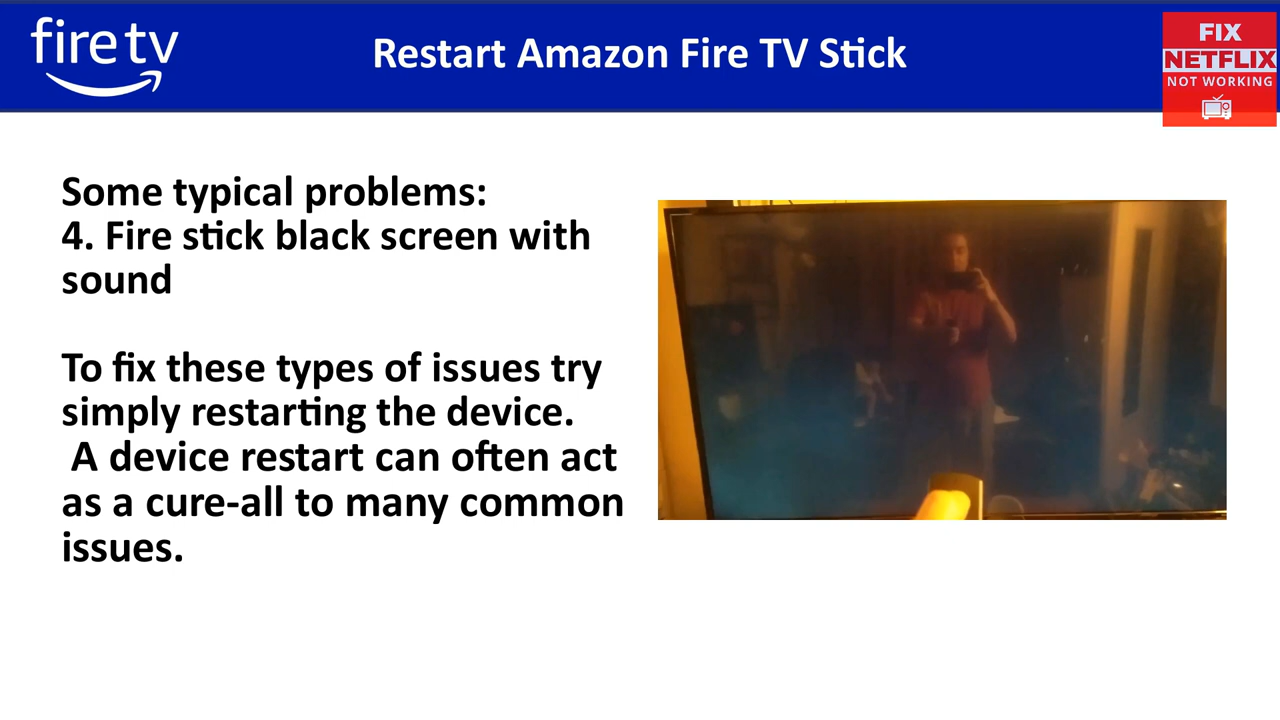 fire tv
Restart Amazon Fire TV Stick
FIX
NETFLIX
NOT WORKING
Some typical problems:
4. Fire stick black screen with
sound
To fix these types of issues try
simply restarting the device.
A device restart can often act
as a cure-all to many common
issues.